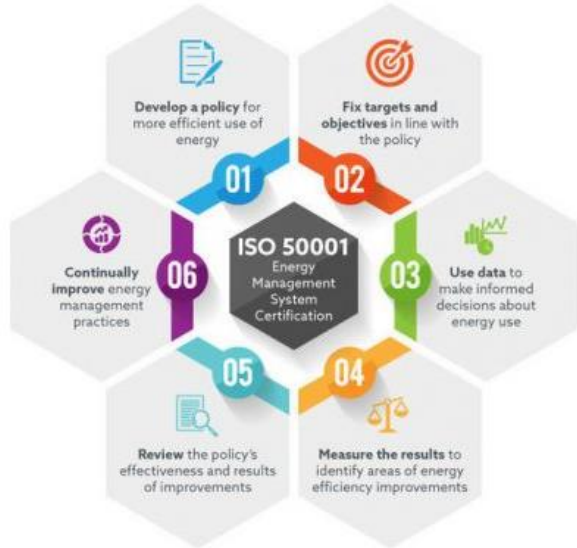 Develop a policy for
more efficient use of
energy
01
Fix targets and
objectives in line with
the policy
02
Use data to
make informed
decisions about
energy use
03
Measure the results to
identify areas of energy
efficiency improvements
04
Review the policy's
effectiveness and results
of improvements
05
Continually
improve energy
management
practices
06
ISO 50001
Energy
Management
System
Certification